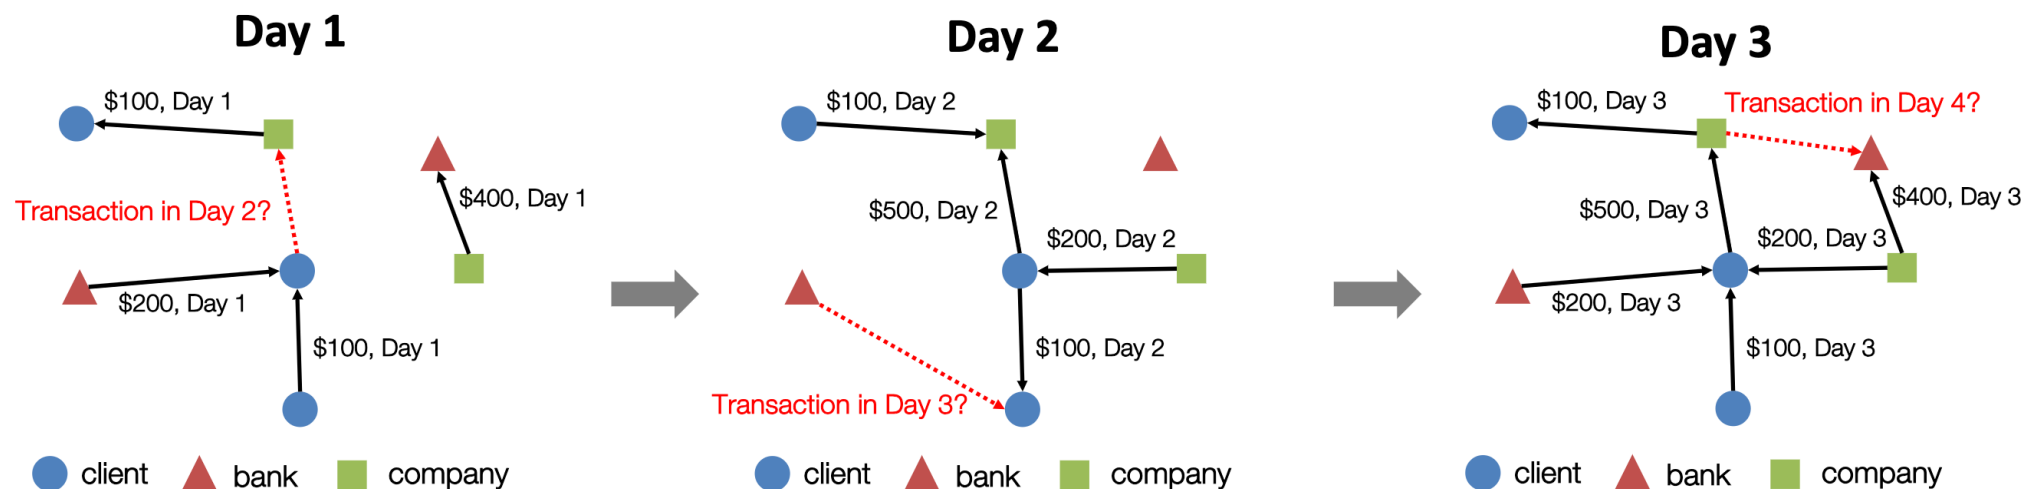 Day 1
$100, Day 1
Transaction in Day 2?
$400, Day 1
$200, Day 1
$100, Day 1
client
bank
company
Day 2
$100, Day 2
$500, Day 2
$200, Day 2
$100, Day 2
Transaction in Day 3?
client
bank
company
Day 3
$100, Day 3
Transaction in Day 4?
$400, Day 3
$500, Day 3
$200, Day 3
$200, Day 3
$100, Day 3
client
bank
company